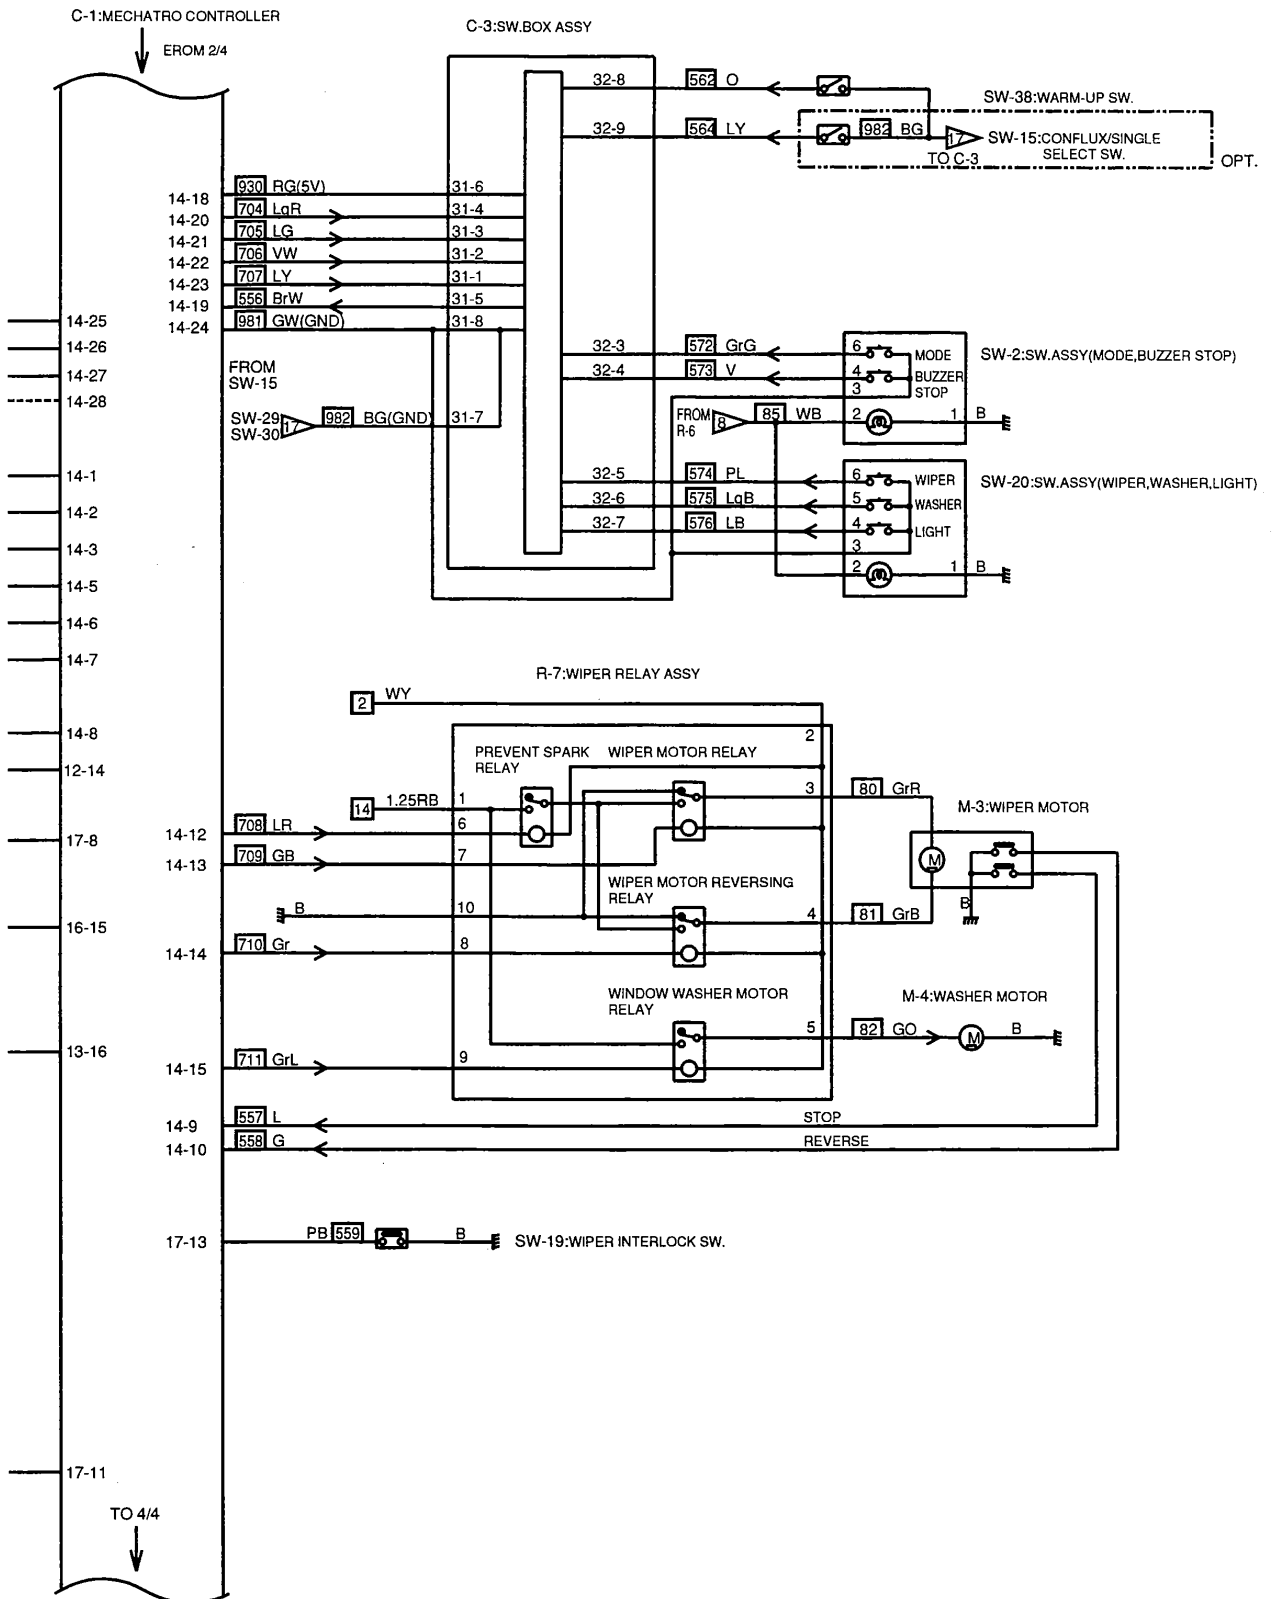 C-1:MECHATRO CONTROLLER
EROM 2/4
C-3:SW.BOX ASSY
32-8 562 O
SW-38:WARM-UP SW.
32-9 564 LY 982 BG 17 SW-15:CONFLUX/SINGLE
TO C-3 SELECT SW.
OPT.
14-18 930 RG(5V) 31-6
14-20 704 LqR 31-4
14-21 705 LG 31-3
14-22 706 VW 31-2
14-23 707 LY 31-1
14-19 556 BrW 31-5
14-24 981 GW(GND) 31-8
14-25
14-26
14-27
14-28
FROM
SW-15
SW-29
SW-30 17 982 BG(GND) 31-7
32-3 572 GrG 6 MODE
SW-2:SW.ASSY(MODE,BUZZER STOP)
32-4 573 V 4 BUZZER
3 STOP
FROM
R-6 8 85 WB 2 1 B
32-5 574 PL 6 WIPER
SW-20:SW.ASSY(WIPER,WASHER,LIGHT)
32-6 575 LqB 5 WASHER
32-7 576 LB 4 LIGHT
3
2 1 B
14-1
14-2
14-3
14-5
14-6
14-7
14-8
12-14
17-8
16-15
13-16
R-7:WIPER RELAY ASSY
2 WY
2
PREVENT SPARK
RELAY
WIPER MOTOR RELAY
14 1.25RB 1
3 80 GrR
M-3:WIPER MOTOR
14-12 708 LR 6
14-13 709 GB 7
M
WIPER MOTOR REVERSING
RELAY
B 10
4 81 GrB
B
14-14 710 Gr 8
WINDOW WASHER MOTOR
RELAY
M-4:WASHER MOTOR
5 82 GO M B
14-15 711 GrL 9
14-9 557 L STOP
14-10 558 G REVERSE
17-13 PB 559 B SW-19:WIPER INTERLOCK SW.
17-11
TO 4/4